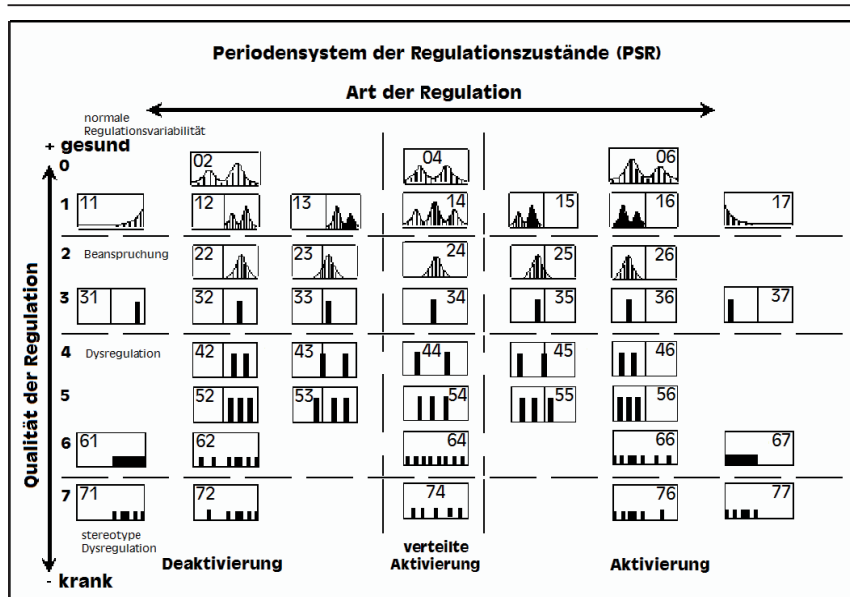 Periodensystem der Regulationszustände (PSR)
Art der Regulation
normale
Regulationsvariabilität
+ gesund
0
02 04 06
1
11 12 13 14 15 16 17
2 Beanspruchung
22 23 24 25 26
3
31 32 33 34 35 36 37
4 Dysregulation
42 43 44 45 46
5
52 53 54 55 56
6
61 62 64 66 67
7
71 72 74 76 77
stereotype
Dysregulation
Deaktivierung
verteilte
Aktivierung
Aktivierung
- krank
Qualität der Regulation